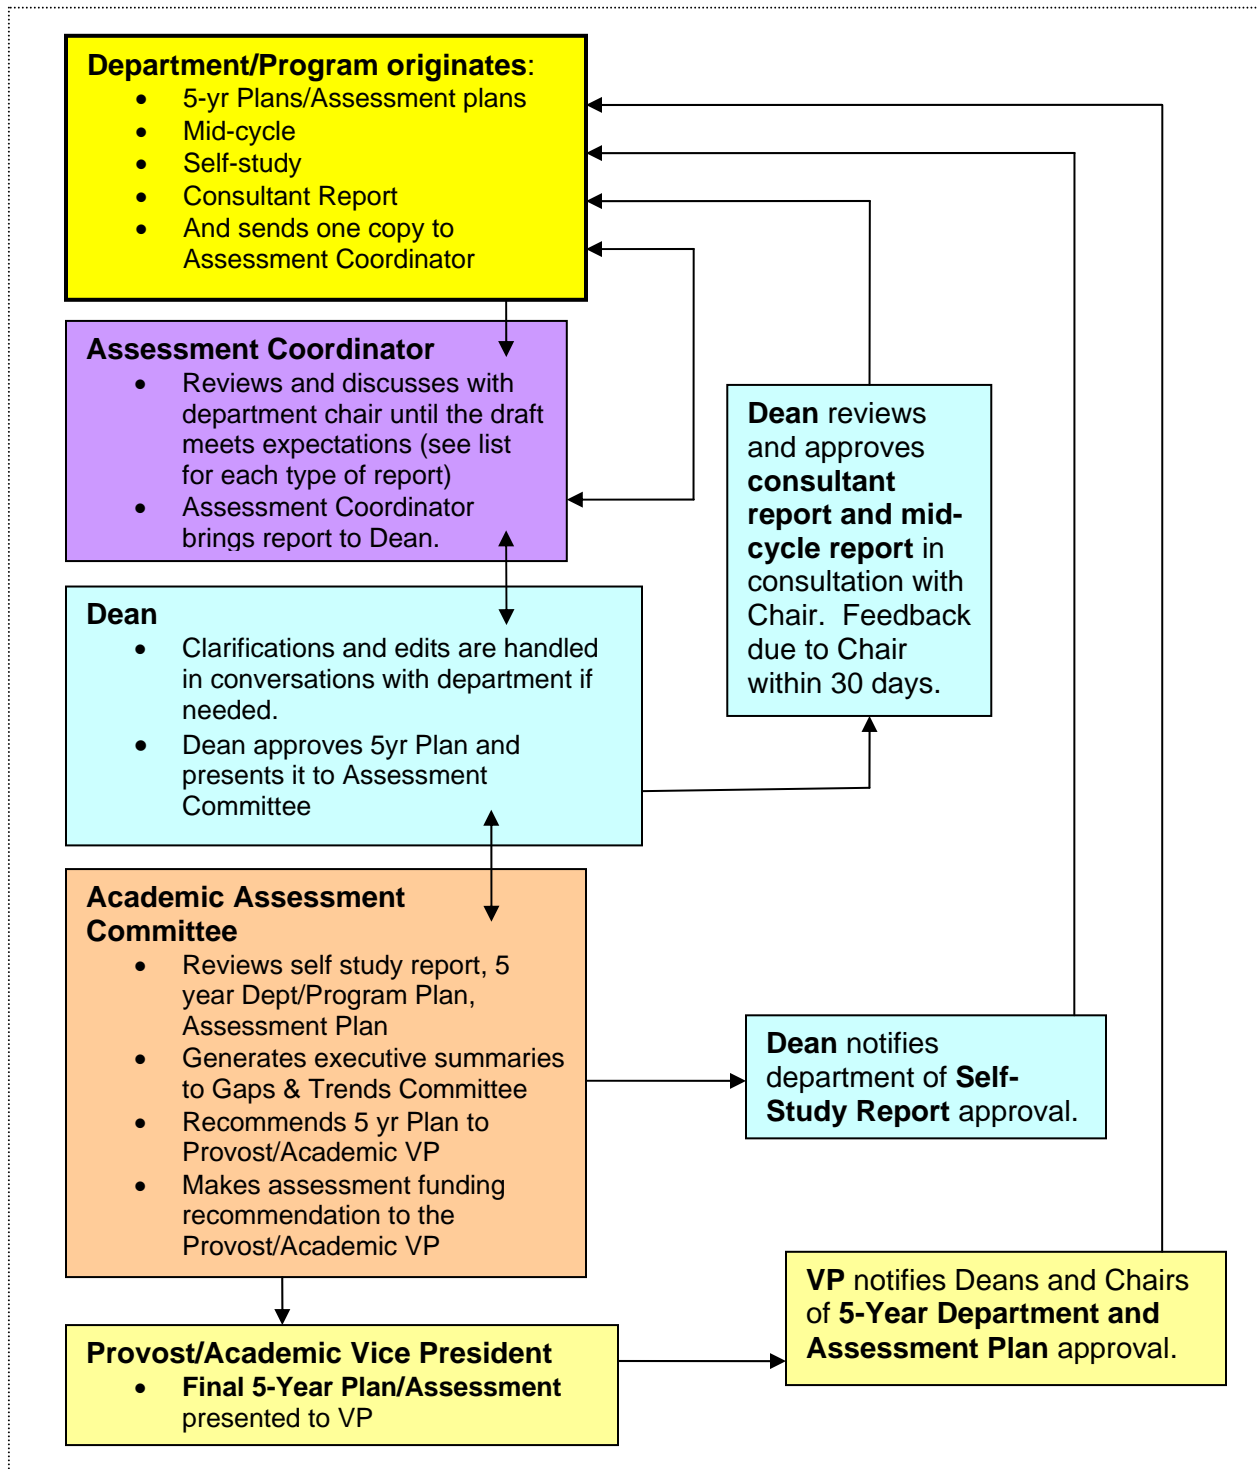 Department/Program originates:
• 5-yr Plans/Assessment plans
• Mid-cycle
• Self-study
• Consultant Report
• And sends one copy to
Assessment Coordinator
Assessment Coordinator
• Reviews and discusses with
department chair until the draft
meets expectations (see list
for each type of report)
• Assessment Coordinator
brings report to Dean.
Dean
• Clarifications and edits are handled
in conversations with department if
needed.
• Dean approves 5yr Plan and
presents it to Assessment
Committee
Dean reviews
and approves
consultant
report and mid-
cycle report in
consultation with
Chair. Feedback
due to Chair
within 30 days.
Academic Assessment
Committee
• Reviews self study report, 5
year Dept/Program Plan,
Assessment Plan
• Generates executive summaries
to Gaps & Trends Committee
• Recommends 5 yr Plan to
Provost/Academic VP
• Makes assessment funding
recommendation to the
Provost/Academic VP
Dean notifies
department of Self-
Study Report approval.
Provost/Academic Vice President
• Final 5-Year Plan/Assessment
presented to VP
VP notifies Deans and Chairs
of 5-Year Department and
Assessment Plan approval.